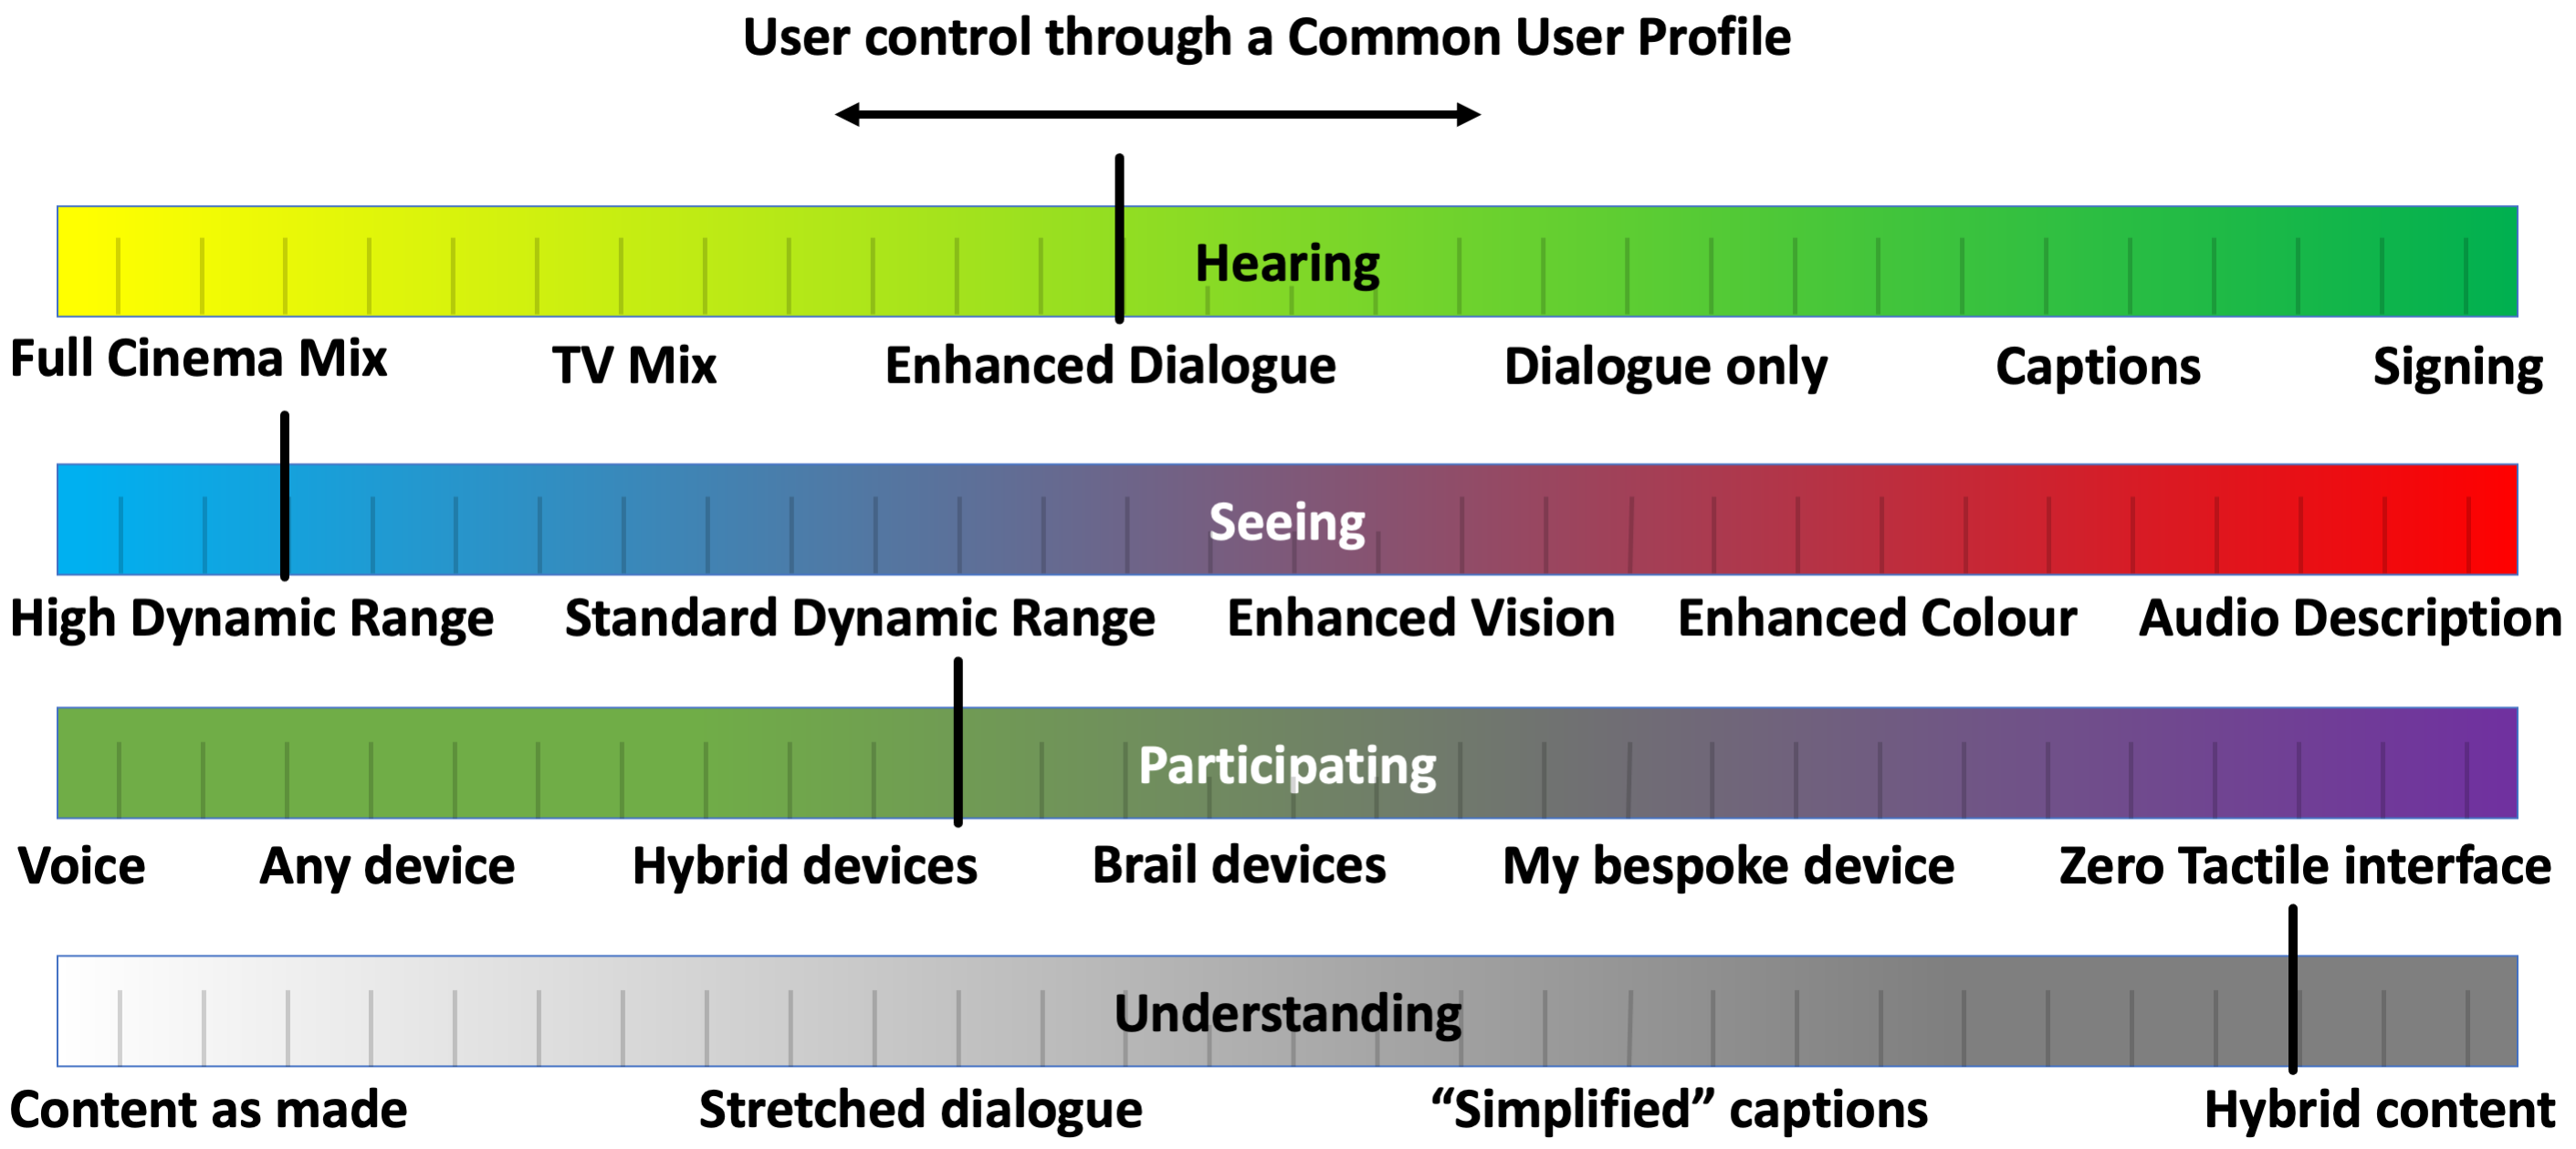 User control through a Common User Profile
Hearing
Full Cinema Mix TV Mix Enhanced Dialogue Dialogue only Captions Signing
Seeing
High Dynamic Range Standard Dynamic Range Enhanced Vision Enhanced Colour Audio Description
Participating
Voice Any device Hybrid devices Brail devices My bespoke device Zero Tactile interface
Understanding
Content as made Stretched dialogue “Simplified” captions Hybrid content